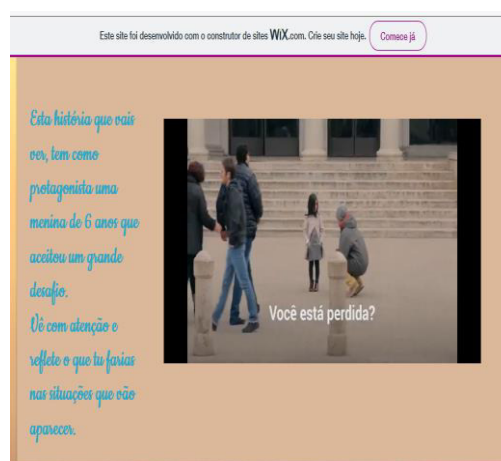 Este site foi desenvolvido com o construtor de sites WiX.com. Crie seu site hoje. Comece já
Esta história que vais
ver, tem como
protagonista uma
menina de 6 anos que
aceitou um grande
desafio.
Vê com atenção e
reflete o que tu farias
nas situações que vão
aparecer.
Você está perdida?